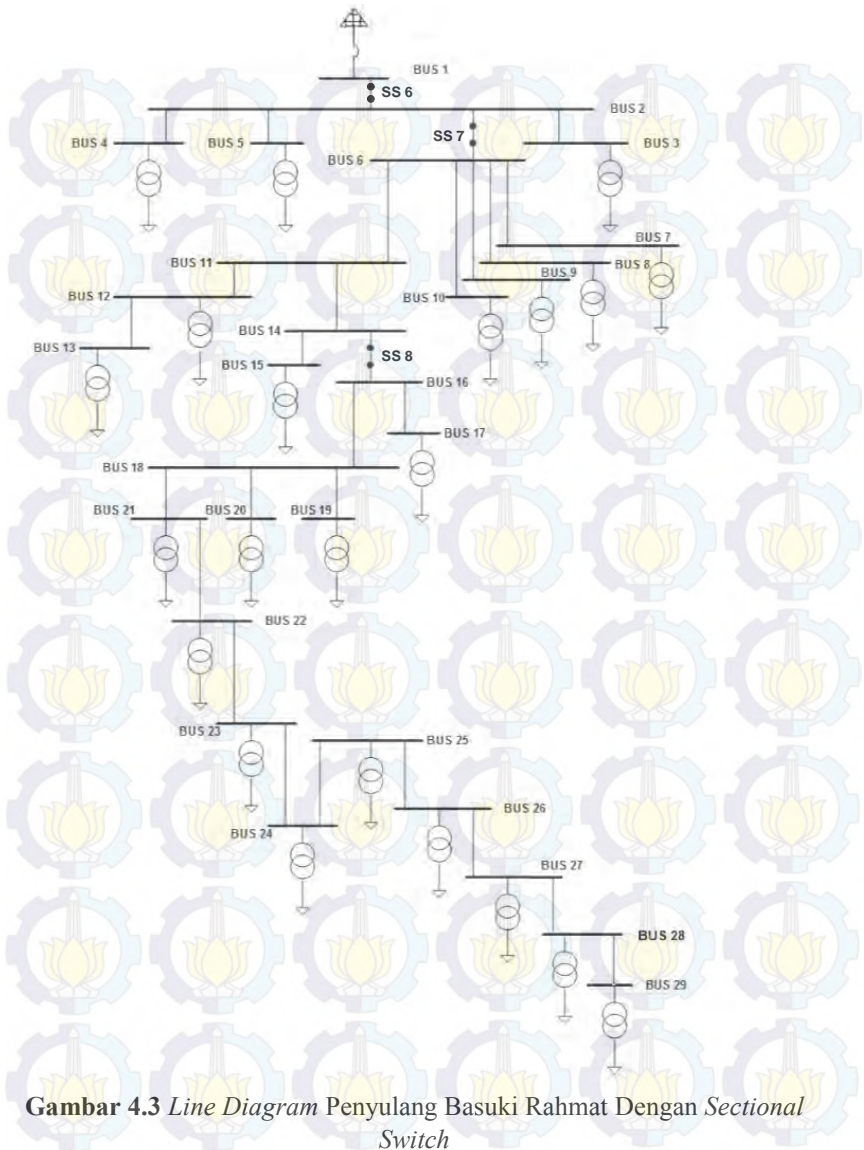 BUS 1
SS 6
BUS 2
SS 7
BUS 4
BUS 5
BUS 6
BUS 3
BUS 7
BUS 11
BUS 8
BUS 9
BUS 12
BUS 10
BUS 14
BUS 13
SS 8
BUS 15
BUS 16
BUS 17
BUS 18
BUS 21
BUS 20
BUS 19
BUS 22
BUS 23
BUS 25
BUS 26
BUS 24
BUS 27
BUS 28
BUS 29
Gambar 4.3 Line Diagram Penyulang Basuki Rahmat Dengan Sectional
Switch